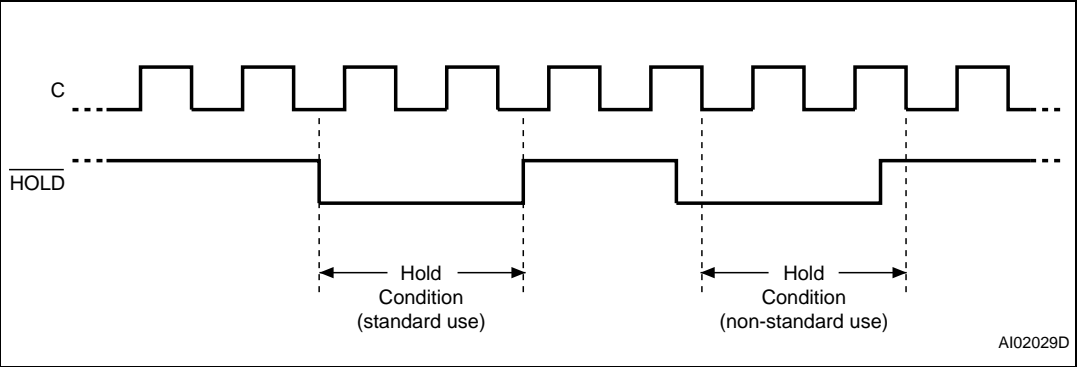 C
HOLD
Hold
Condition
(standard use)
Hold
Condition
(non-standard use)
AI02029D